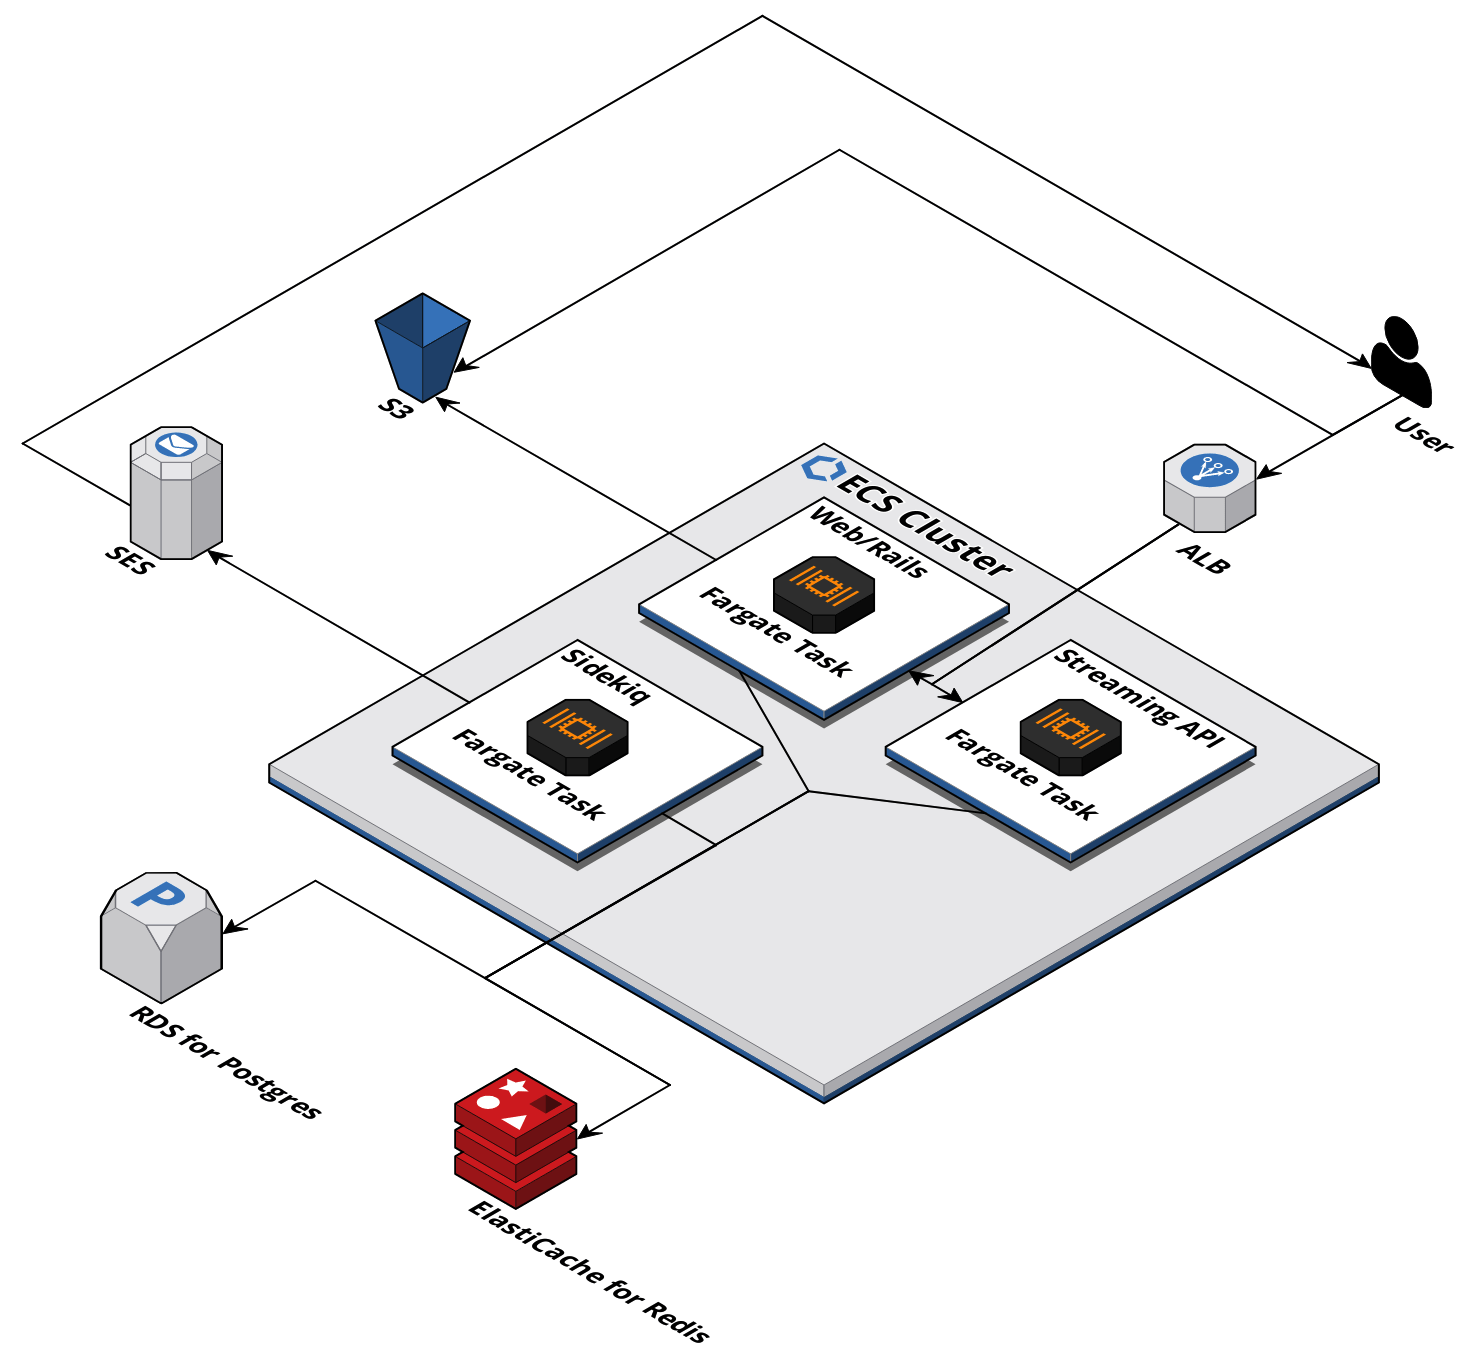 S3
User
SES
ALB
ECS Cluster
Web/Rails
Fargate Task
Sidekiq
Fargate Task
Streaming API
Fargate Task
P
RDS for Postgres
ElastiCache for Redis